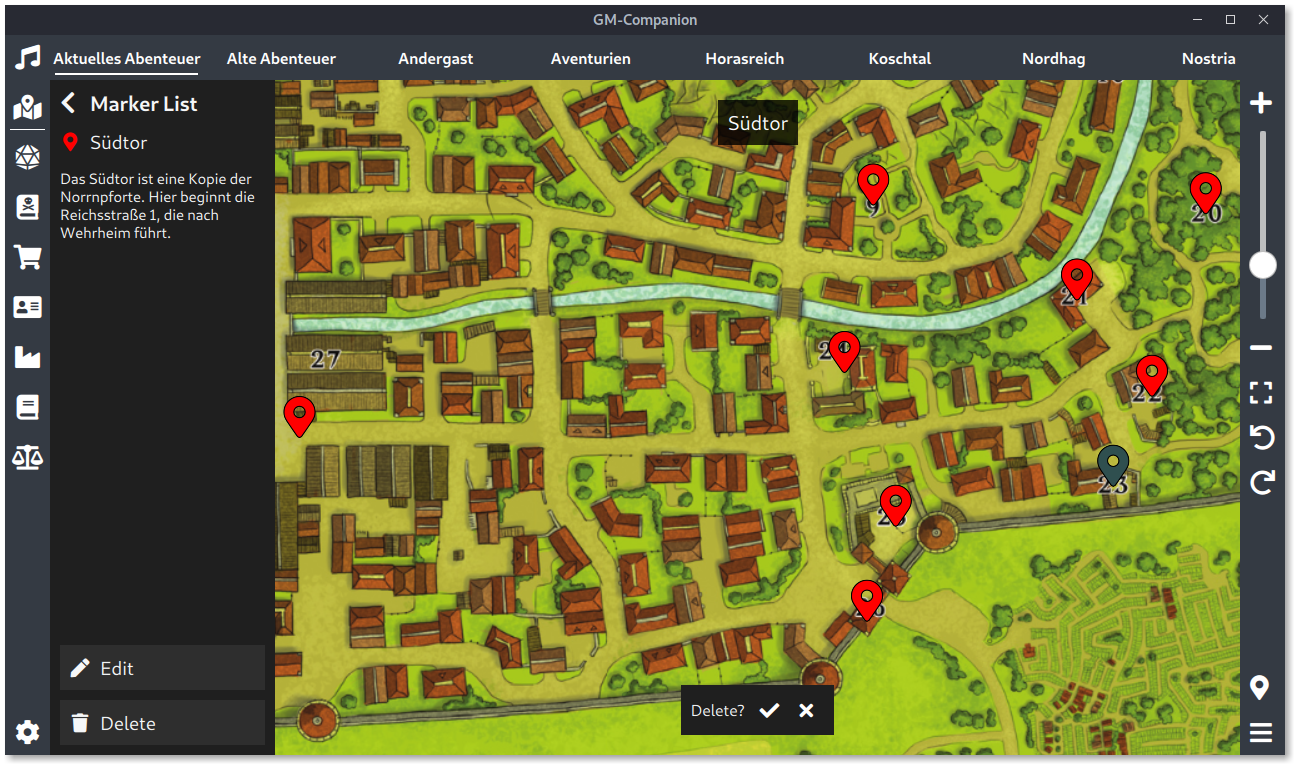 GM-Companion
Aktuelles Abenteuer
Alte Abenteuer
Andergast
Aventurien
Horasreich
Koschtal
Nordhag
Nostria
Marker List
Südtor
Das Südtor ist eine Kopie der
Norrnpforte. Hier beginnt die
Reichsstraße 1, die nach
Wehrheim führt.
Edit
Delete
Südtor
9
20
21
27
22
23
Delete?